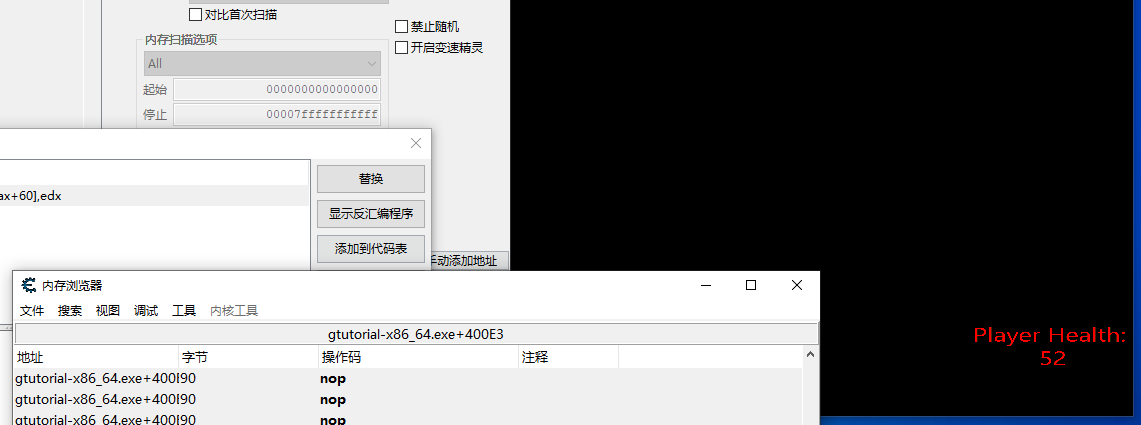 对比首次扫描
禁止随机
内存扫描选项
开启变速精灵
All
起始
0000000000000000
停止
00007fffffffffff
替换
ax+60],edx
显示反汇编程序
添加到代码表
手动添加地址
内存浏览器
文件 搜索 视图 调试 工具 内核工具
gtutorial-x86_64.exe+400E3
Player Health:
52
地址 字节 操作码 注释
gtutorial-x86_64.exe+400 90 nop
gtutorial-x86_64.exe+400 90 nop
gtutorial-x86_64.exe+400 90 nop